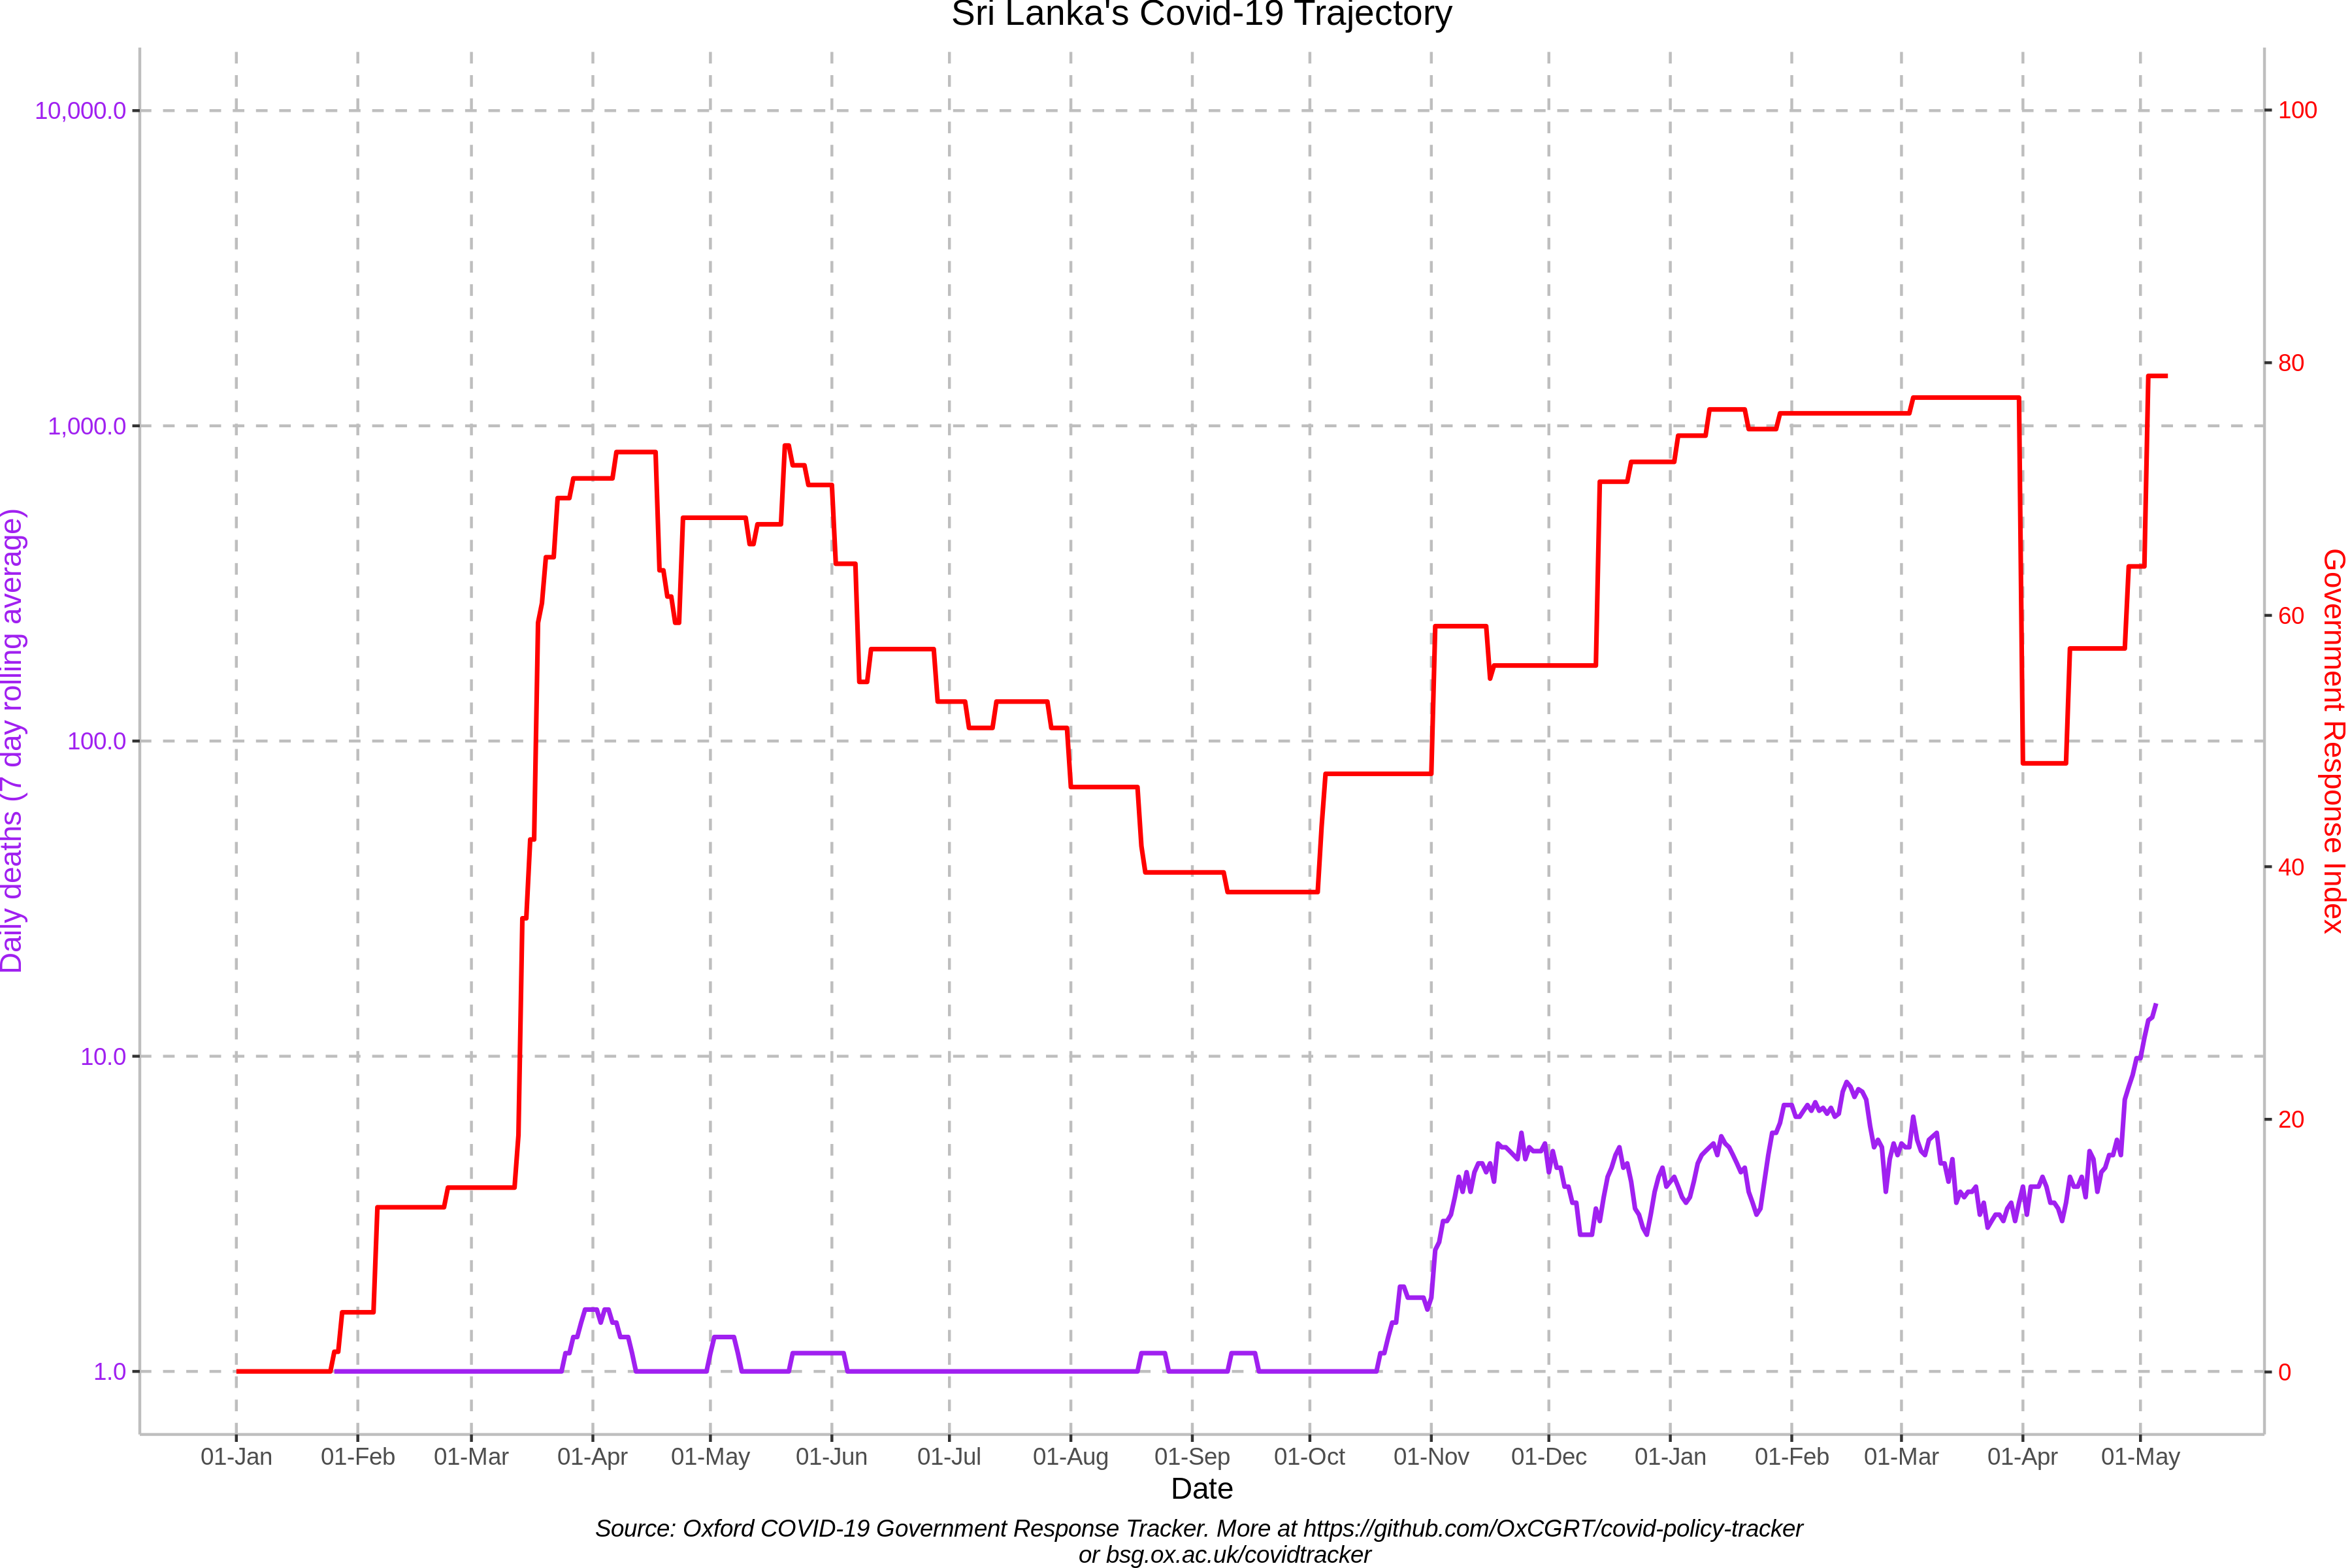 Sri Lanka's Covid-19 Trajectory
10,000.0
1,000.0
100.0
10.0
1.0
Daily deaths (7 day rolling average)
100
80
60
40
20
0
Government Response Index
01-Jan 01-Feb 01-Mar 01-Apr 01-May 01-Jun 01-Jul 01-Aug 01-Sep 01-Oct 01-Nov 01-Dec 01-Jan 01-Feb 01-Mar 01-Apr 01-May
Date
Source: Oxford COVID-19 Government Response Tracker. More at https://github.com/OxCGRT/covid-policy-tracker
or bsg.ox.ac.uk/covidtracker